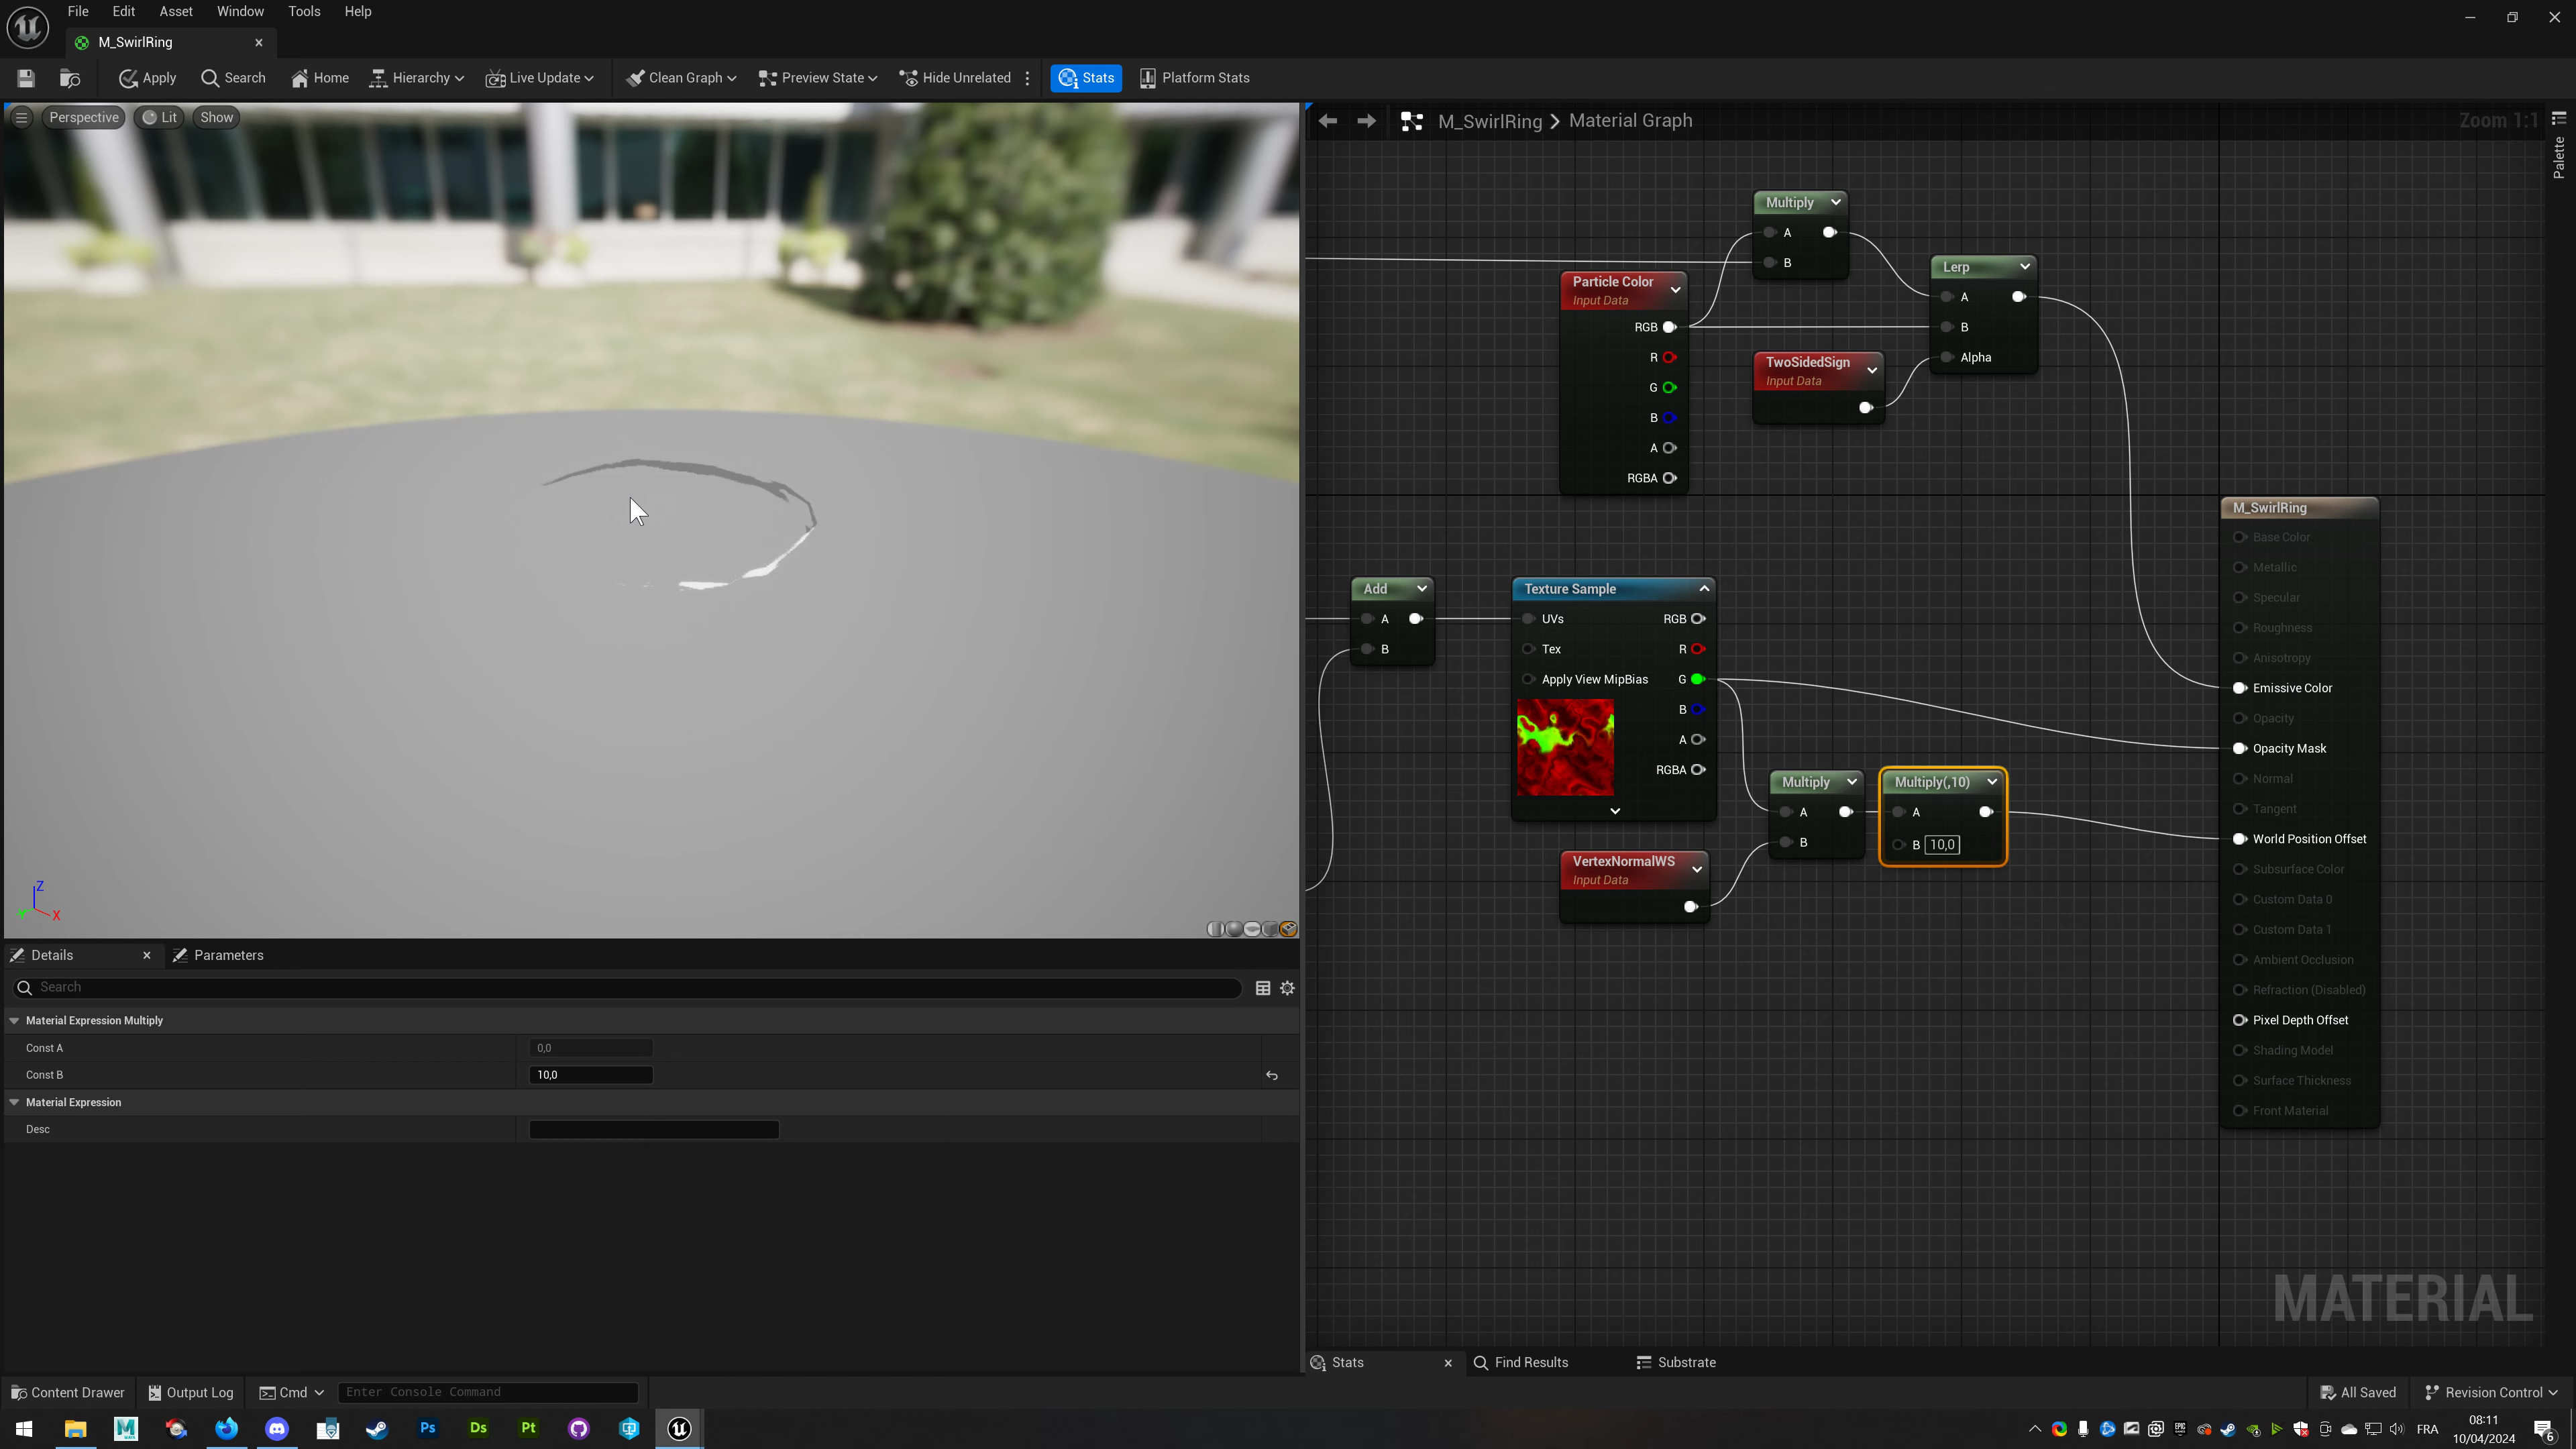 File Edit Asset Window Tools Help
M_SwirlRing
Apply Search Home Hierarchy Live Update Clean Graph Preview State Hide Unrelated Stats Platform Stats
Perspective Lit Show
Z
X
M_SwirlRing > Material Graph
Zoom 1:1
Palette
Multiply
A
B
Particle Color
Input Data
RGB
R
G
B
A
RGBA
Lerp
A
B
Alpha
TwoSidedSign
Input Data
Add
A
B
Texture Sample
UVs RGB
Tex R
Apply View MipBias G
B
A
RGBA
Multiply
A
B
Multiply(,10)
A
B 10,0
VertexNormalWS
Input Data
M_SwirlRing
Base Color
Metallic
Specular
Roughness
Anisotropy
Emissive Color
Opacity
Opacity Mask
Normal
Tangent
World Position Offset
Subsurface Color
Custom Data 0
Custom Data 1
Ambient Occlusion
Refraction (Disabled)
Pixel Depth Offset
Shading Model
Surface Thickness
Front Material
MATERIAL
Details Parameters
Search
Material Expression Multiply
Const A 0,0
Const B 10,0
Material Expression
Desc
Stats Find Results Substrate
Content Drawer Output Log Cmd Enter Console Command All Saved Revision Control
M Ps Ds Pt
FRA
08:11
10/04/2024
6